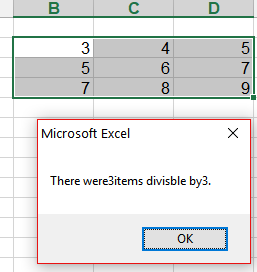 B C D
3 4 5
5 6 7
7 8 9
Microsoft Excel
There were3items divisble by3.
OK